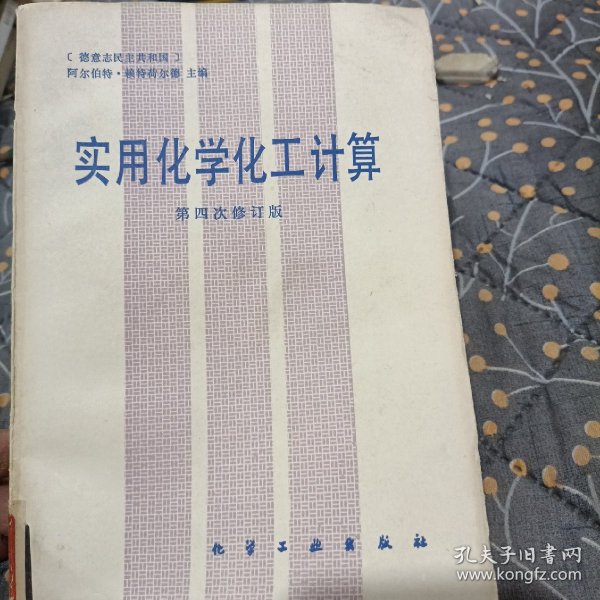 〔德意志民主共和国〕
阿尔伯特·赖特荷尔德 主编
实用化学化工计算
第四次修订版
化学工业出版社
孔夫子旧书网
www.kongfz.com